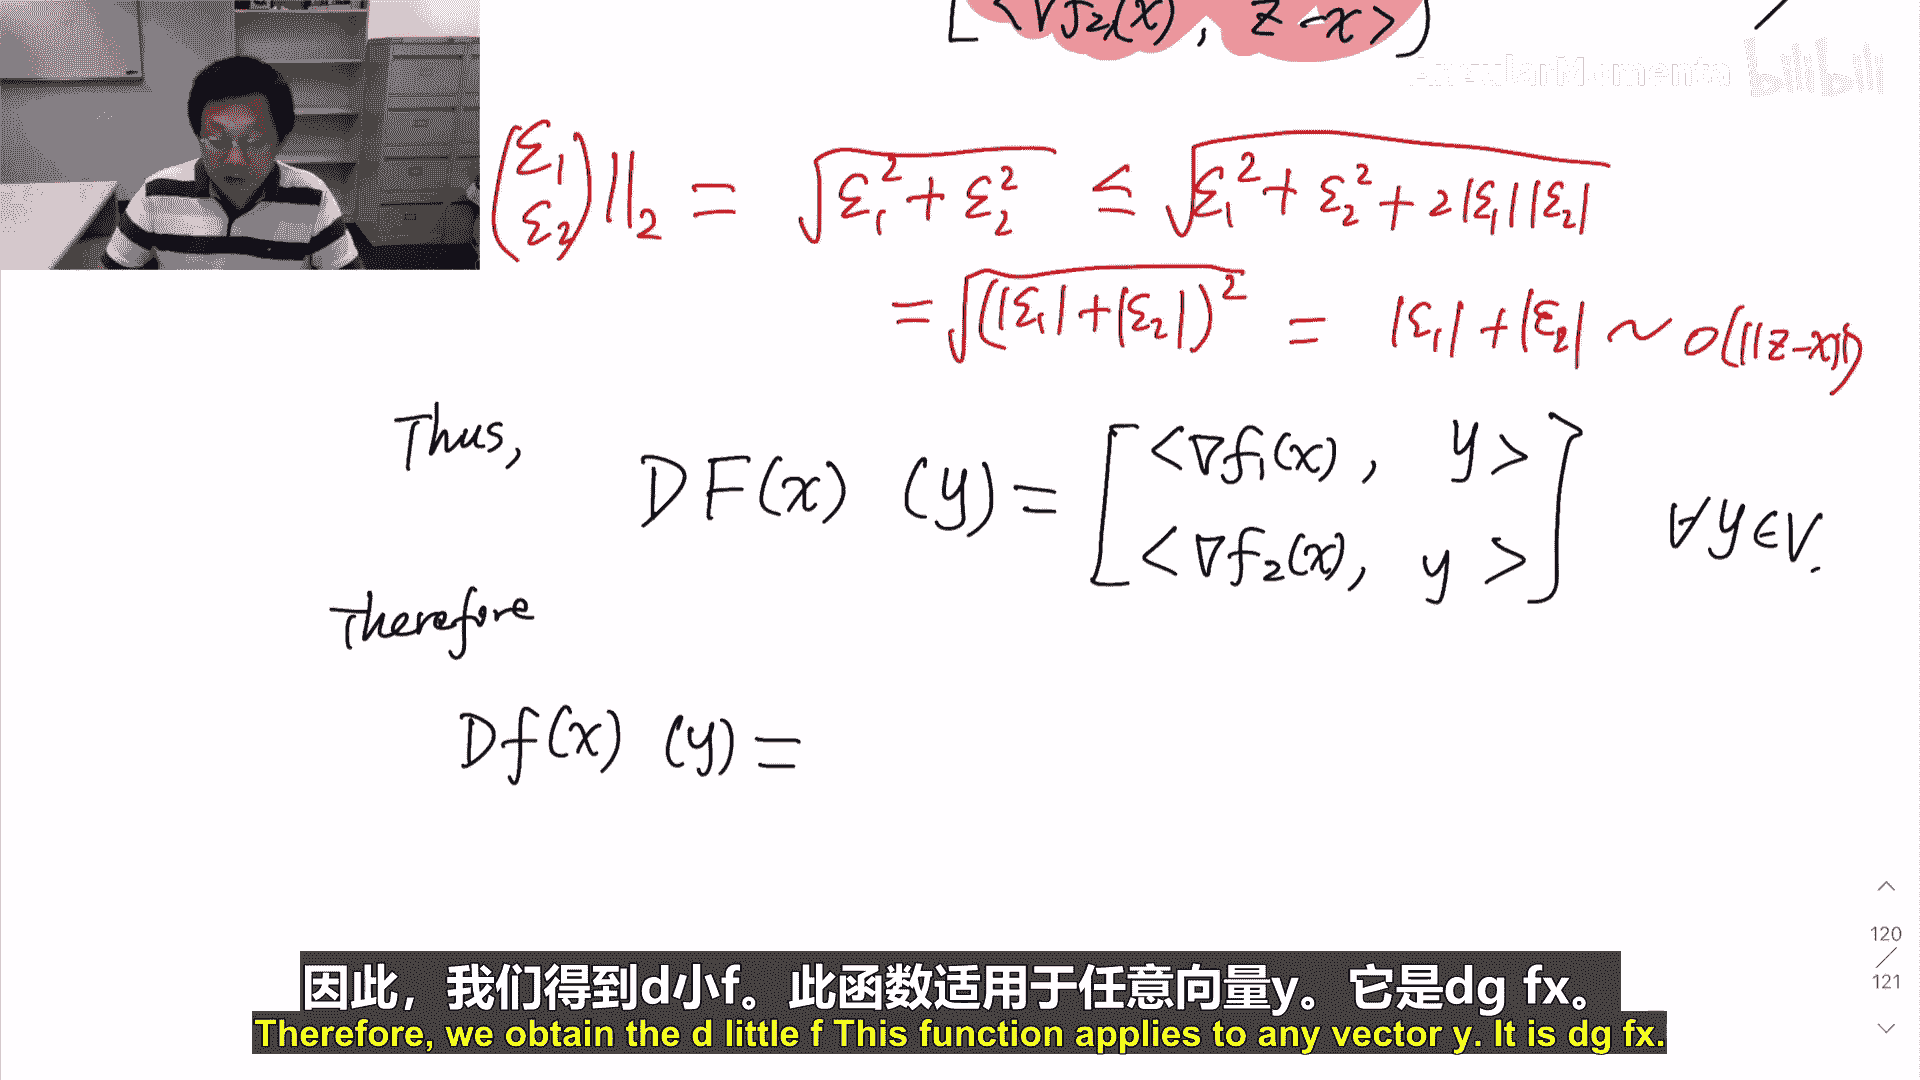 [<∇f₂(x), z-x>]
AngularMomenta bilibili
(ε₁ ε₂)||₂ = √(ε₁² + ε₂²) ≤ √(ε₁² + ε₂² + 2|ε₁||ε₂|)
= √((|ε₁|+|ε₂|)²) = |ε₁|+|ε₂| ~ o(||z-x||)
Thus, DF(x) (y) = [<∇f₁(x), y>
<∇f₂(x), y>] ∀y∈V.
Therefore
Df(x) (y) =
120
/
121
因此，我们得到d小f。此函数适用于任意向量y。它是dg fx。
Therefore, we obtain the d little f This function applies to any vector y. It is dg fx.